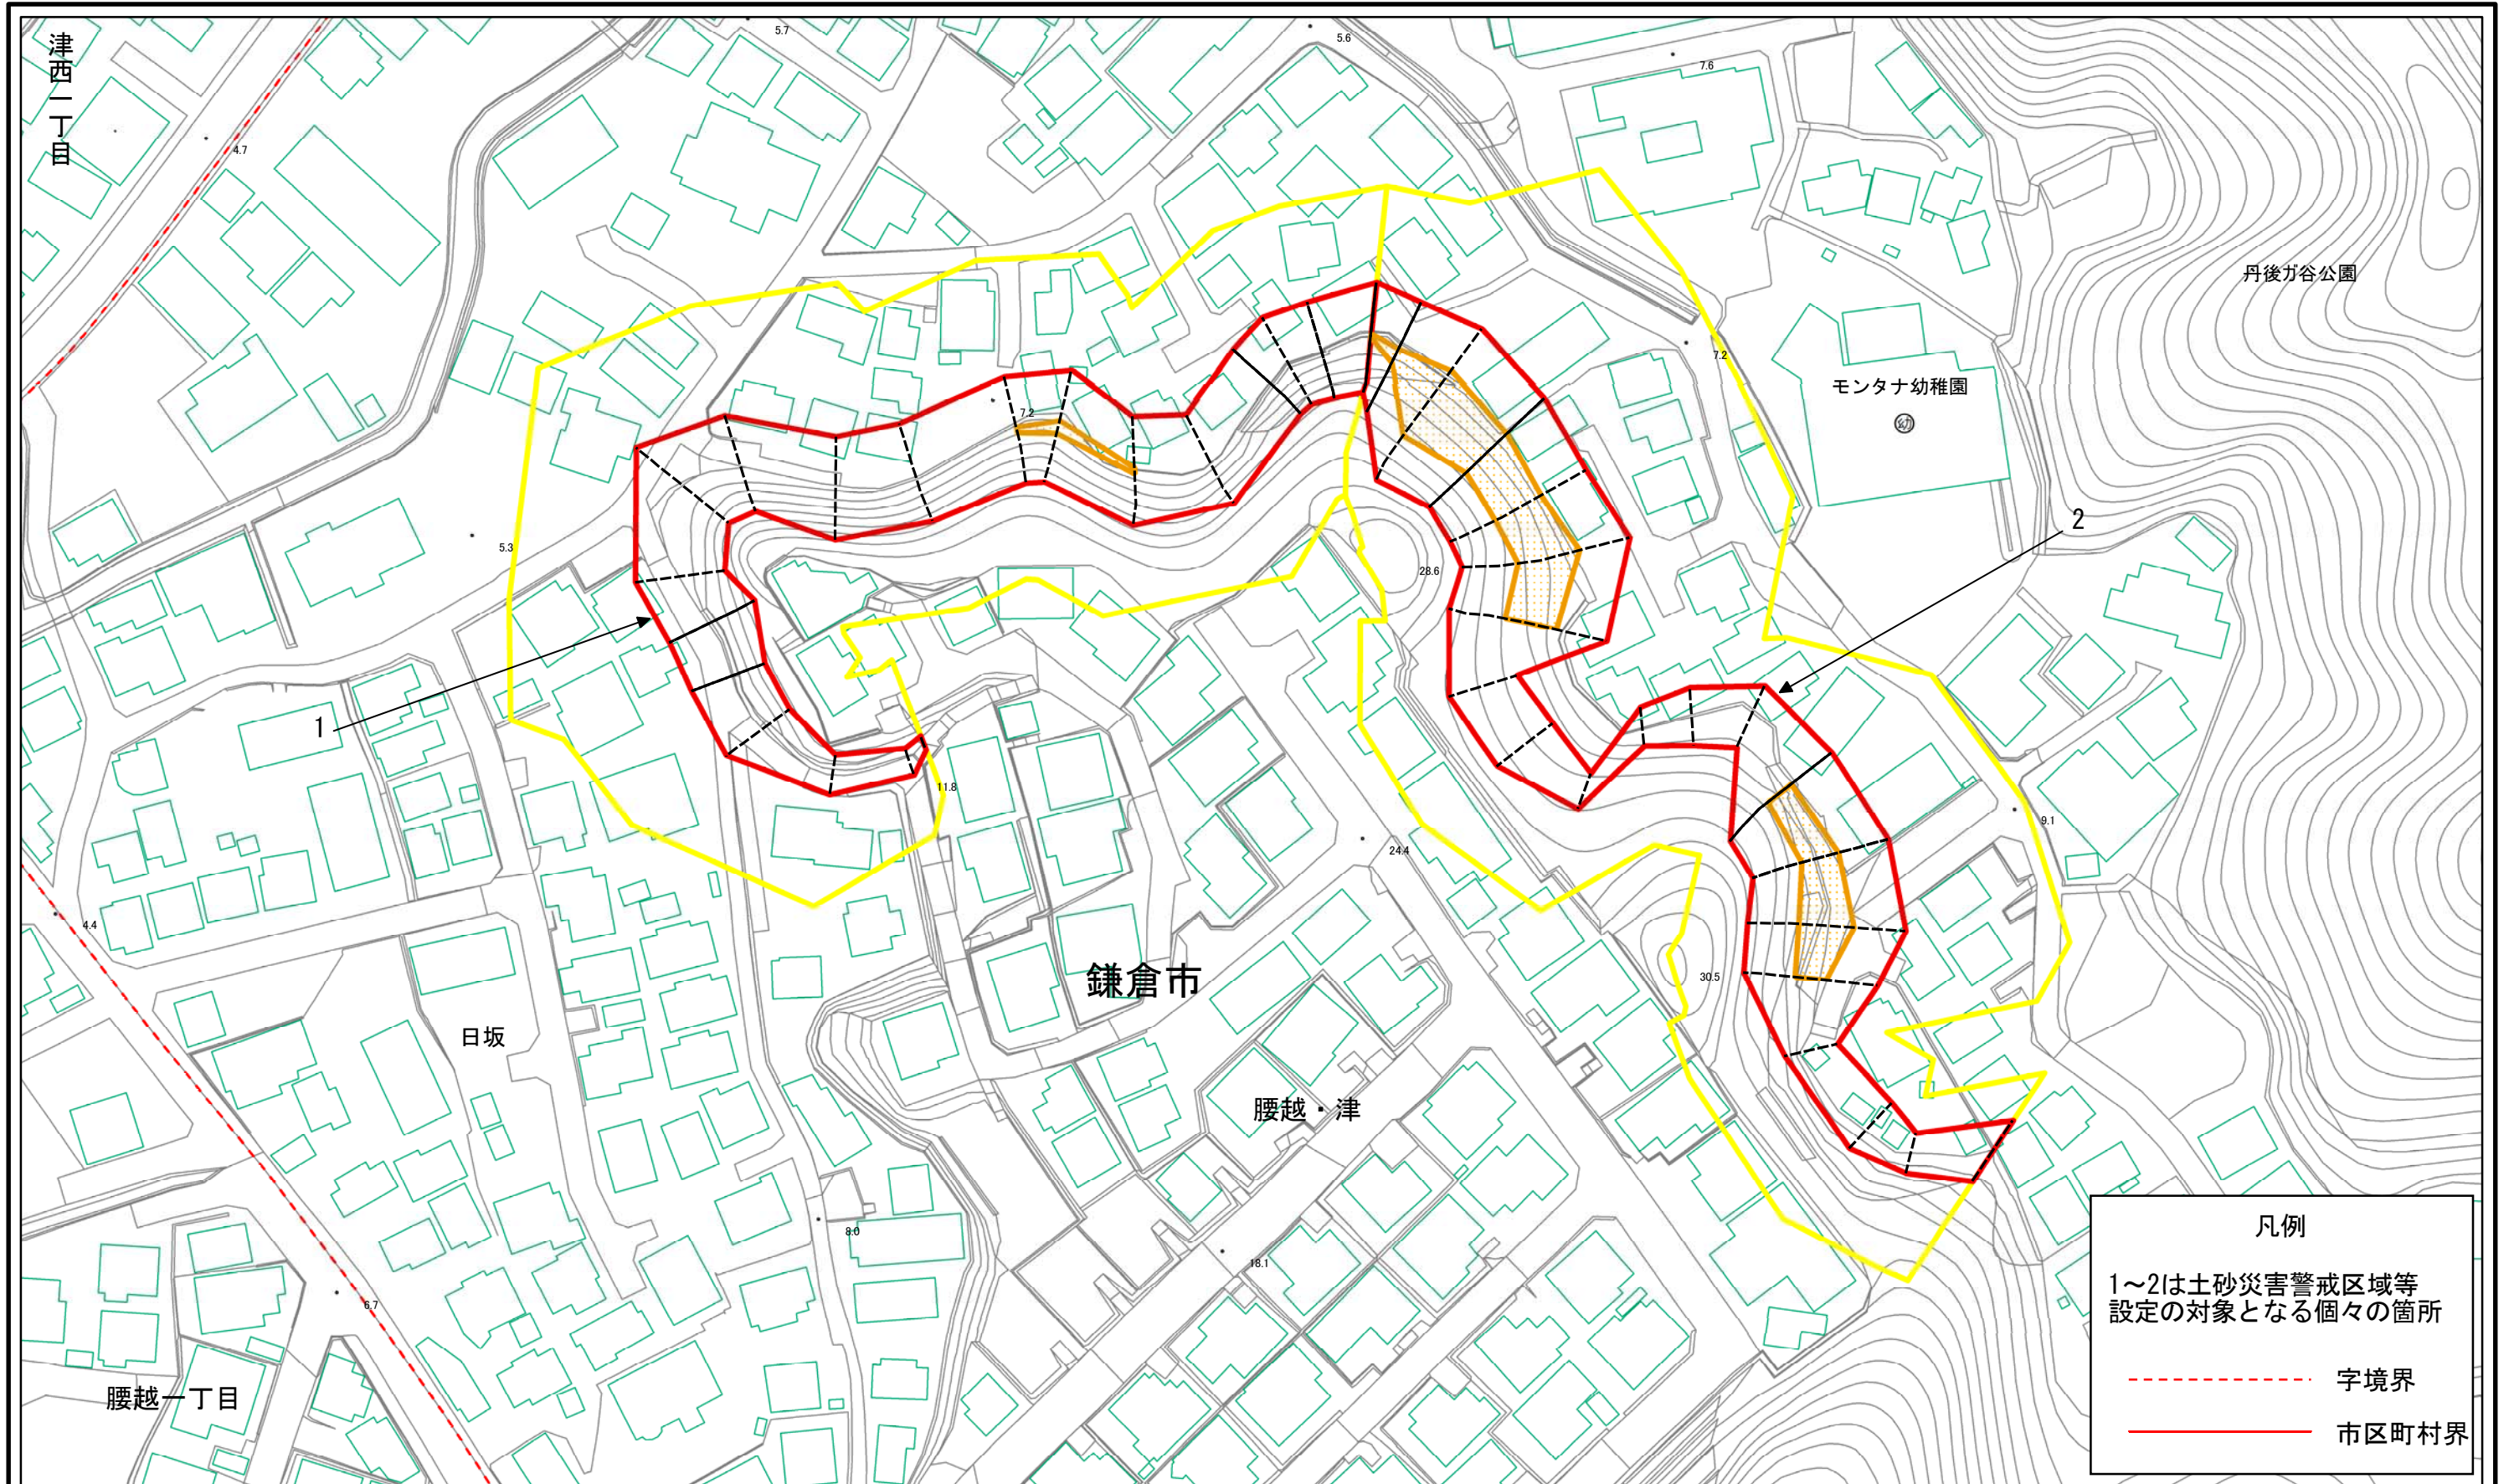 津西一丁目
5.7
5.6
7.6
4.7
丹後ガ谷公園
7.2
モンタナ幼稚園
幼
7.2
2
5.3
28.6
1
11.8
9.1
24.4
4.4
鎌倉市
30.5
日坂
腰越・津
8.0
18.1
6.7
腰越一丁目
凡例
1～2は土砂災害警戒区域等
設定の対象となる個々の箇所
字境界
市区町村界